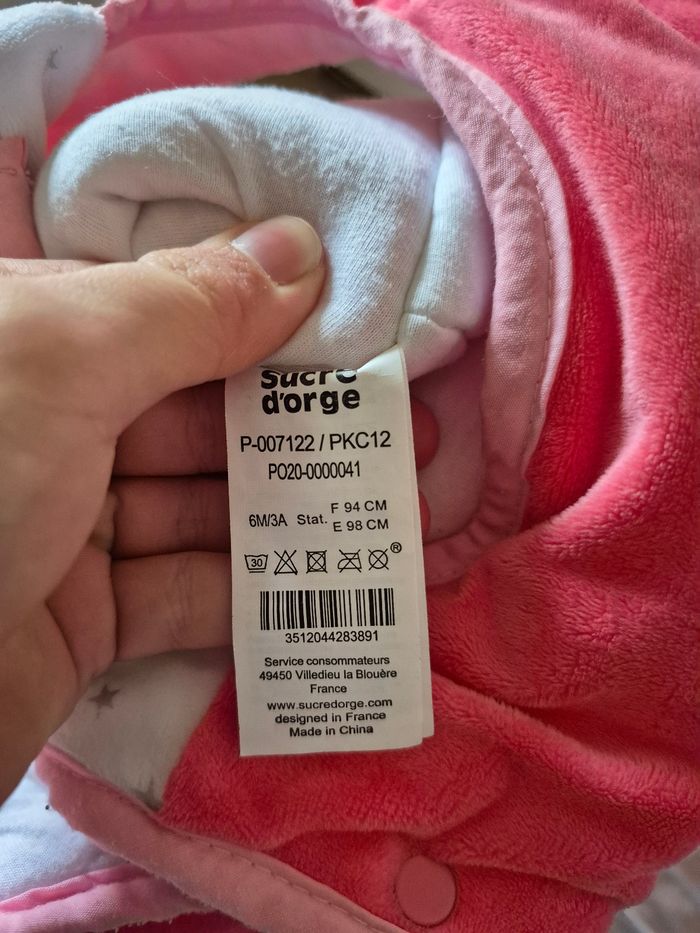 sucre
d'orge
P-007122 / PKC12
PO20-0000041
6M/3A Stat. F 94 CM
E 98 CM
30 ®
3512044283891
Service consommateurs
49450 Villedieu la Blouère
France
www.sucredorge.com
designed in France
Made in China